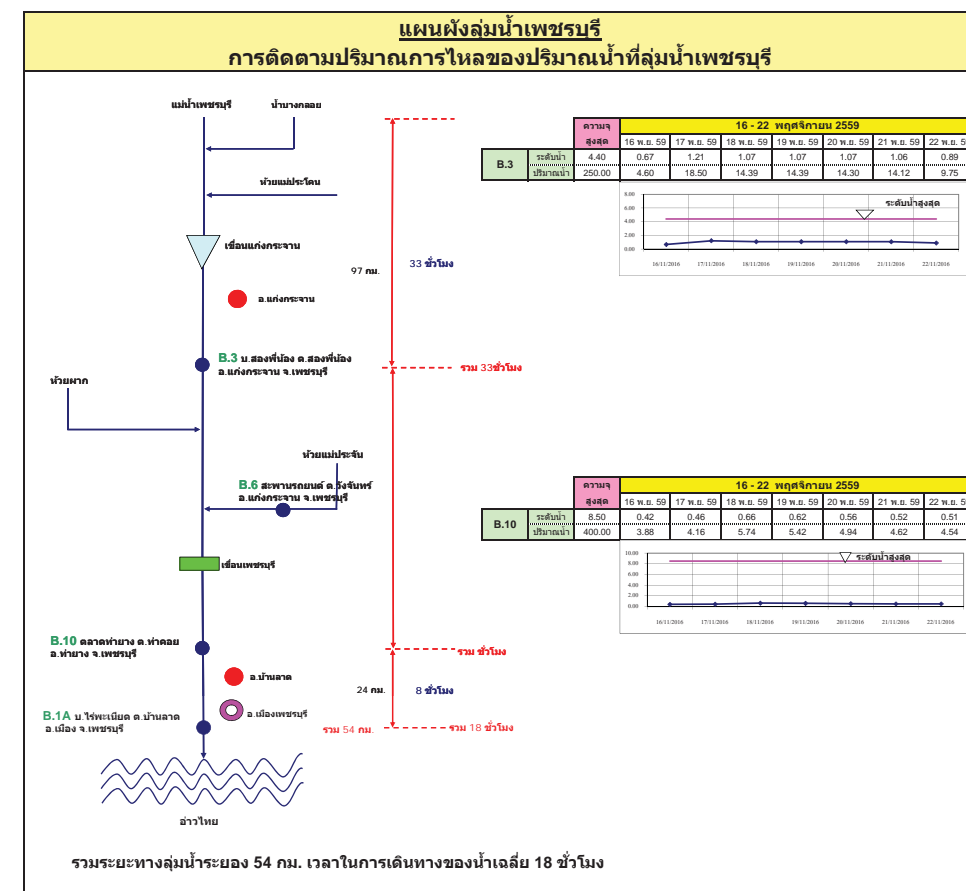 แผนผังลุ่มน้ำเพชรบุรี
การติดตามปริมาณการไหลของปริมาณน้ำที่ลุ่มน้ำเพชรบุรี
แม่น้ำเพชรบุรี
น้ำบางกลอย
ห้วยแม่ประโดน
เขื่อนแก่งกระจาน
97 กม.
33 ชั่วโมง
อ.แก่งกระจาน
B.3 บ.สองพี่น้อง ต.สองพี่น้อง
อ.แก่งกระจาน จ.เพชรบุรี
รวม 33ชั่วโมง
ห้วยผาก
ห้วยแม่ประจัน
B.6 สะพานรถยนต์ ต.วังจันทร์
อ.แก่งกระจาน จ.เพชรบุรี
เขื่อนเพชรบุรี
B.10 ตลาดท่ายาง ต.ท่าคอย
อ.ท่ายาง จ.เพชรบุรี
รวม ชั่วโมง
อ.บ้านลาด
24 กม.
8 ชั่วโมง
อ.เมืองเพชรบุรี
B.1A บ.ไร่พะเนียด ต.บ้านลาด
อ.เมือง จ.เพชรบุรี
รวม 54 กม.
รวม 18 ชั่วโมง
อ่าวไทย
รวมระยะทางลุ่มน้ำระยอง 54 กม. เวลาในการเดินทางของน้ำเฉลี่ย 18 ชั่วโมง
ความจุ 16 - 22 พฤศจิกายน 2559
สูงสุด 16 พ.ย. 59 17 พ.ย. 59 18 พ.ย. 59 19 พ.ย. 59 20 พ.ย. 59 21 พ.ย. 59 22 พ.ย. 59
B.3
ระดับน้ำ 4.40 0.67 1.21 1.07 1.07 1.07 1.06 0.89
ปริมาณน้ำ 250.00 4.60 18.50 14.39 14.39 14.30 14.12 9.75
8.00
6.00
4.00
2.00
0.00
ระดับน้ำสูงสุด
16/11/2016 17/11/2016 18/11/2016 19/11/2016 20/11/2016 21/11/2016 22/11/2016
ความจุ 16 - 22 พฤศจิกายน 2559
สูงสุด 16 พ.ย. 59 17 พ.ย. 59 18 พ.ย. 59 19 พ.ย. 59 20 พ.ย. 59 21 พ.ย. 59 22 พ.ย. 59
B.10
ระดับน้ำ 8.50 0.42 0.46 0.66 0.62 0.56 0.52 0.51
ปริมาณน้ำ 400.00 3.88 4.16 5.74 5.42 4.94 4.62 4.54
10.00
8.00
6.00
4.00
2.00
0.00
ระดับน้ำสูงสุด
16/11/2016 17/11/2016 18/11/2016 19/11/2016 20/11/2016 21/11/2016 22/11/2016